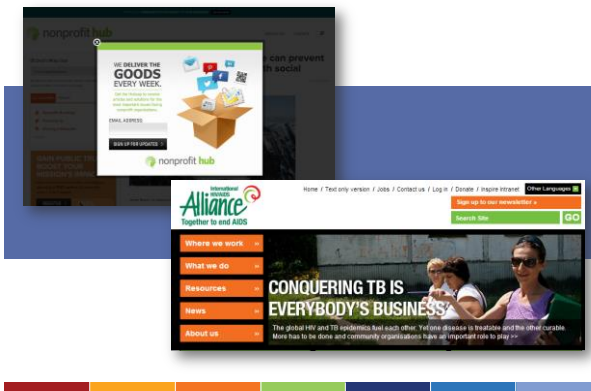 nonprofit hub
can prevent
th social
WE DELIVER THE
GOODS
EVERY WEEK.
EMAIL ADDRESS
SIGN UP FOR UPDATES >
nonprofit hub
International
HIV/AIDS
Alliance
Together to end AIDS
Home / Text only version / Jobs / Contact us / Log in / Donate / Inspire intranet
Other Languages
Sign up to our newsletter »
Search Site
GO
Where we work »
What we do »
Resources »
News »
About us »
CONQUERING TB IS
EVERYBODY'S BUSINESS
The global HIV and TB epidemics fuel each other. Yet one disease is treatable and the other curable.
More has to be done and community organisations have an important role to play >>